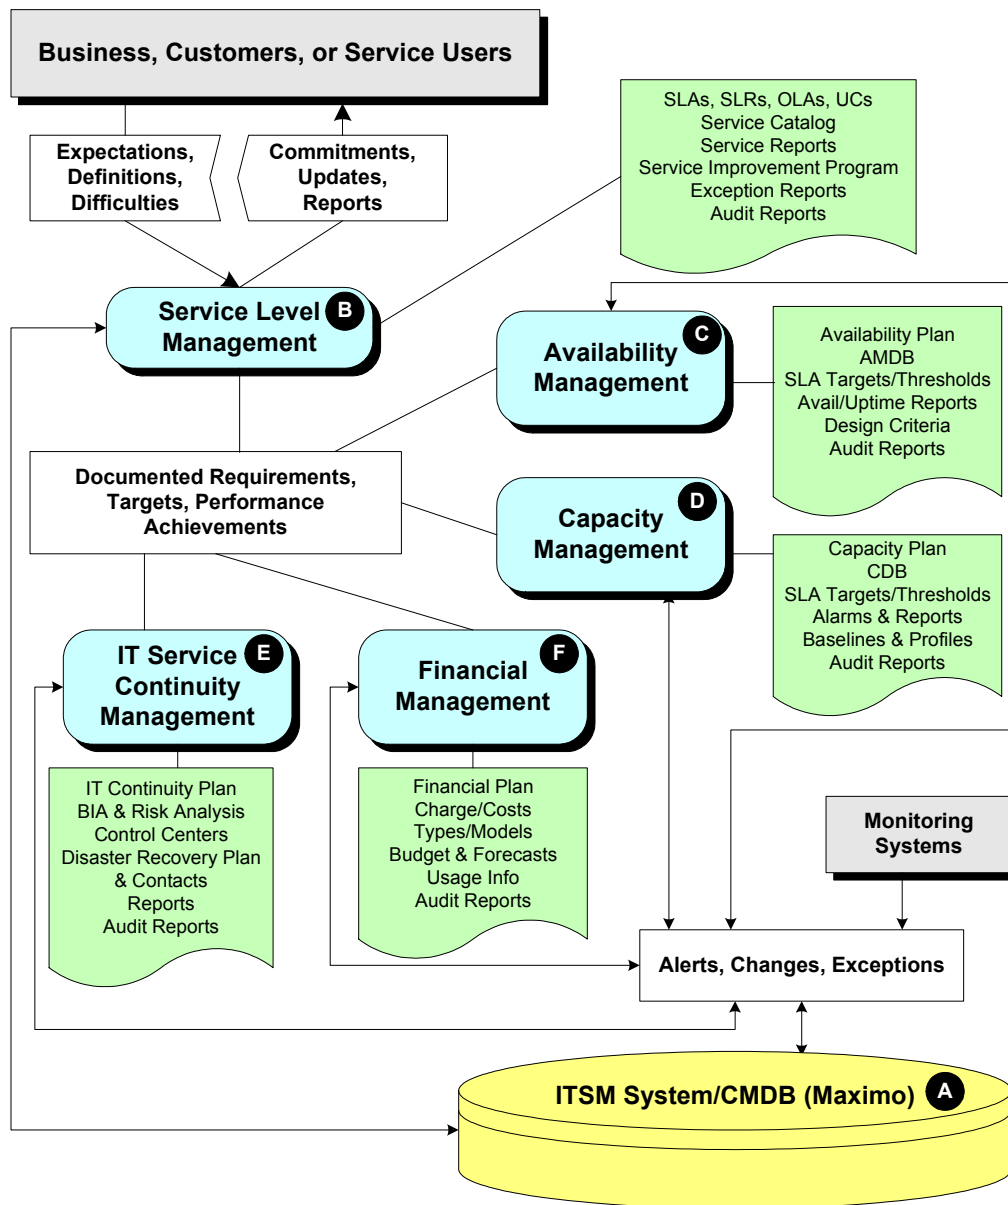 Business, Customers, or Service Users
Expectations,
Definitions,
Difficulties
Commitments,
Updates,
Reports
SLAs, SLRs, OLAs, UCs
Service Catalog
Service Reports
Service Improvement Program
Exception Reports
Audit Reports
Service Level
Management
B
Availability
Management
C
Availability Plan
AMDB
SLA Targets/Thresholds
Avail/Uptime Reports
Design Criteria
Audit Reports
Documented Requirements,
Targets, Performance
Achievements
Capacity
Management
D
Capacity Plan
CDB
SLA Targets/Thresholds
Alarms & Reports
Baselines & Profiles
Audit Reports
IT Service
Continuity
Management
E
Financial
Management
F
IT Continuity Plan
BIA & Risk Analysis
Control Centers
Disaster Recovery Plan
& Contacts
Reports
Audit Reports
Financial Plan
Charge/Costs
Types/Models
Budget & Forecasts
Usage Info
Audit Reports
Monitoring
Systems
Alerts, Changes, Exceptions
ITSM System/CMDB (Maximo)
A